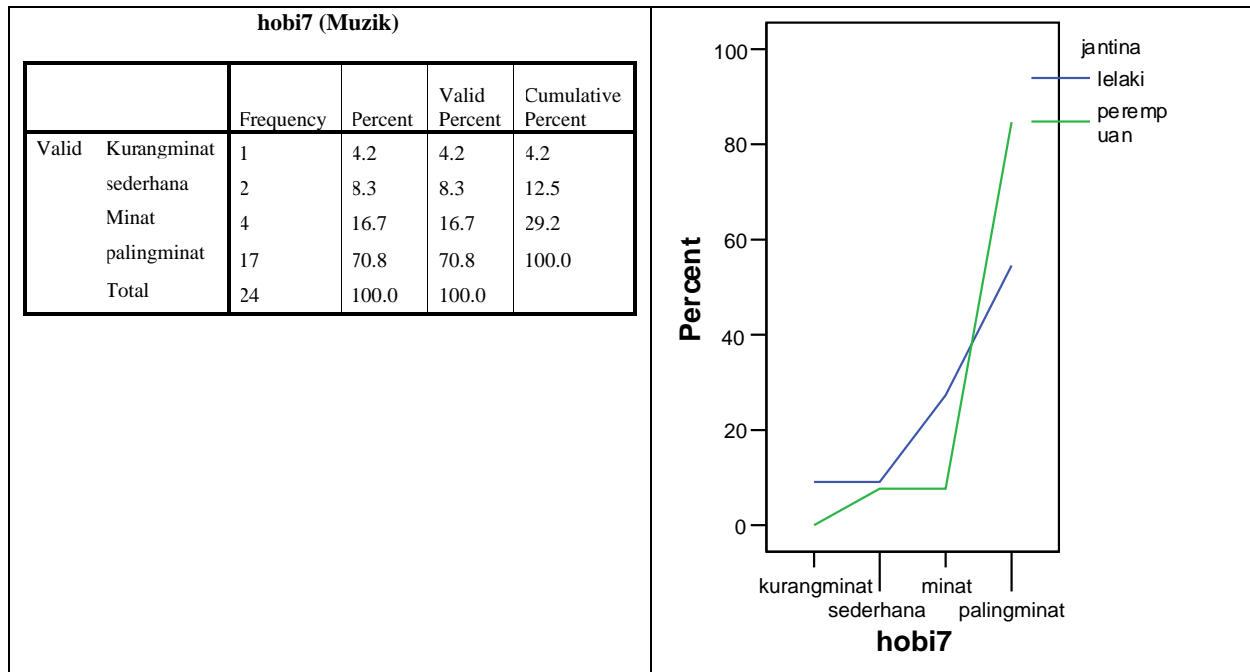 hobi7 (Muzik)
Frequency Percent Valid Percent Cumulative Percent
Valid Kurangminat 1 4.2 4.2 4.2
sederhana 2 8.3 8.3 12.5
Minat 4 16.7 16.7 29.2
palingminat 17 70.8 70.8 100.0
Total 24 100.0 100.0
jantina
lelaki
peremp
uan
Percent
100
80
60
40
20
0
kurangminat
sederhana
minat
palingminat
hobi7